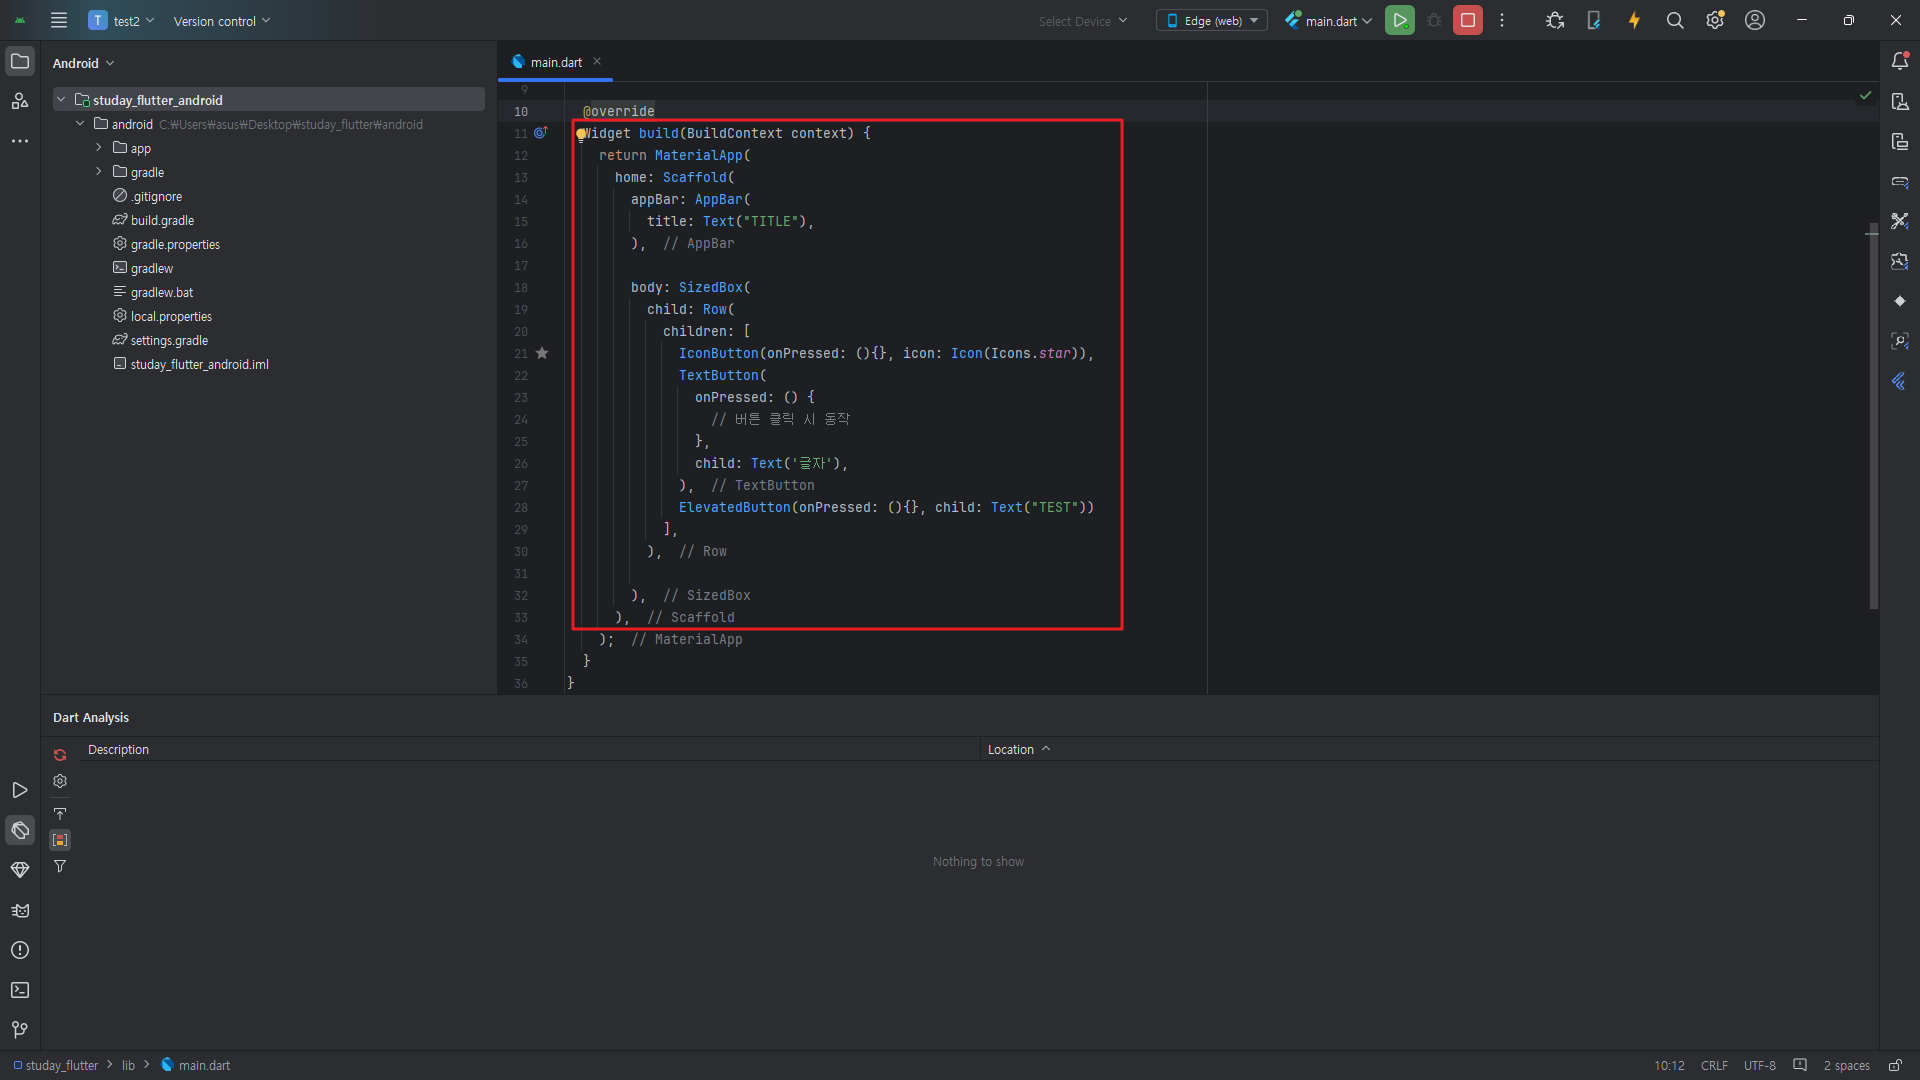 T test2 Version control Select Device Edge (web) main.dart
Android
main.dart
studay_flutter_android
android C:₩Users₩asus₩Desktop₩studay_flutter₩android
app
gradle
.gitignore
build.gradle
gradle.properties
gradlew
gradlew.bat
local.properties
settings.gradle
studay_flutter_android.iml
9
10 @override
11 Widget build(BuildContext context) {
12 return MaterialApp(
13 home: Scaffold(
14 appBar: AppBar(
15 title: Text("TITLE"),
16 ), // AppBar
17
18 body: SizedBox(
19 child: Row(
20 children: [
21 IconButton(onPressed: (){}, icon: Icon(Icons.star)),
22 TextButton(
23 onPressed: () {
24 // 버튼 클릭 시 동작
25 },
26 child: Text('글자'),
27 ), // TextButton
28 ElevatedButton(onPressed: (){}, child: Text("TEST"))
29 ],
30 ), // Row
31
32 ), // SizedBox
33 ), // Scaffold
34 ); // MaterialApp
35 }
36 }
Dart Analysis
Description Location
Nothing to show
studay_flutter > lib > main.dart 10:12 CRLF UTF-8 2 spaces